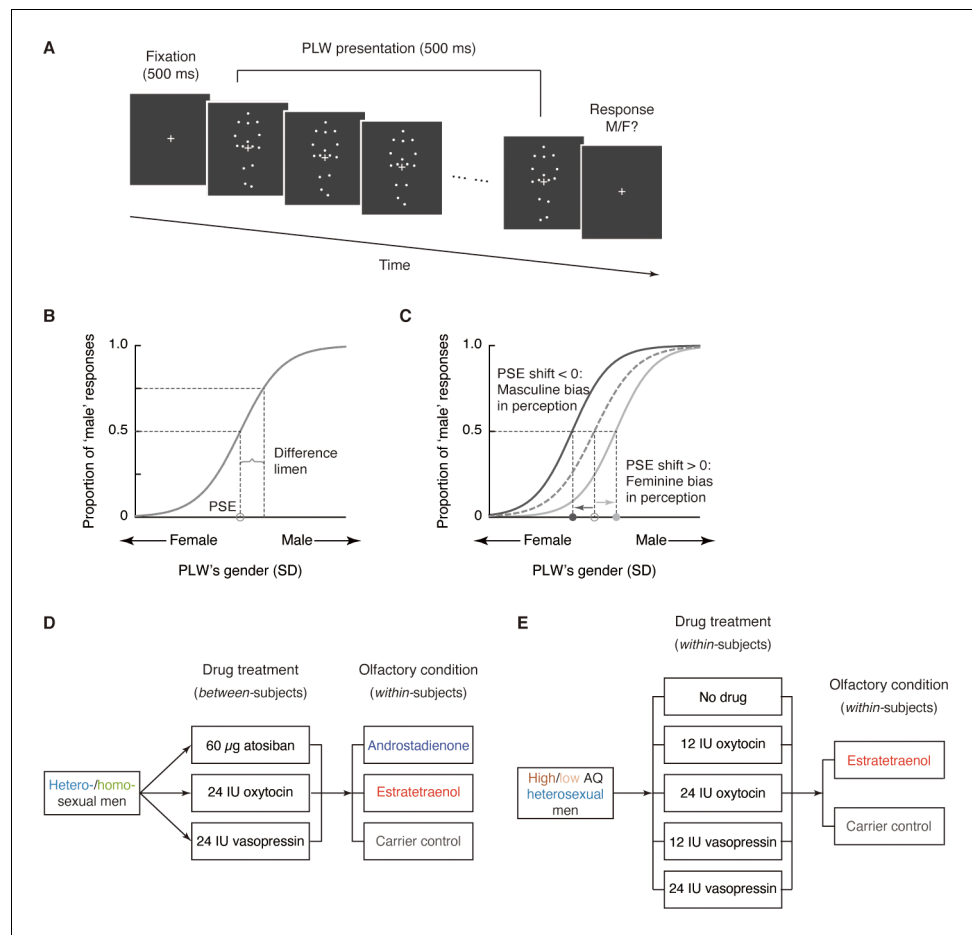 A
PLW presentation (500 ms)
Fixation
(500 ms)
Response
M/F?
... ...
Time
B
Proportion of 'male' responses
1.0
0.5
0
Difference
limen
PSE
Female
Male
PLW's gender (SD)
C
Proportion of 'male' responses
1.0
0.5
0
PSE shift < 0:
Masculine bias
in perception
PSE shift > 0:
Feminine bias
in perception
Female
Male
PLW's gender (SD)
D
Drug treatment
(between-subjects)
Olfactory condition
(within-subjects)
Hetero-/homo-
sexual men
60 µg atosiban
24 IU oxytocin
24 IU vasopressin
Androstadienone
Estratetraenol
Carrier control
E
Drug treatment
(within-subjects)
Olfactory condition
(within-subjects)
High/low AQ
heterosexual
men
No drug
12 IU oxytocin
24 IU oxytocin
12 IU vasopressin
24 IU vasopressin
Estratetraenol
Carrier control